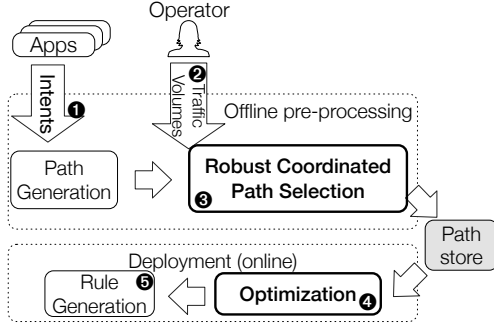 Operator
Apps
Intents
❶
❷
Traffic
Volumes
Offline pre-processing
Path
Generation
Robust Coordinated
Path Selection
❸
Path
store
Deployment (online)
Rule
Generation
❺
Optimization
❹